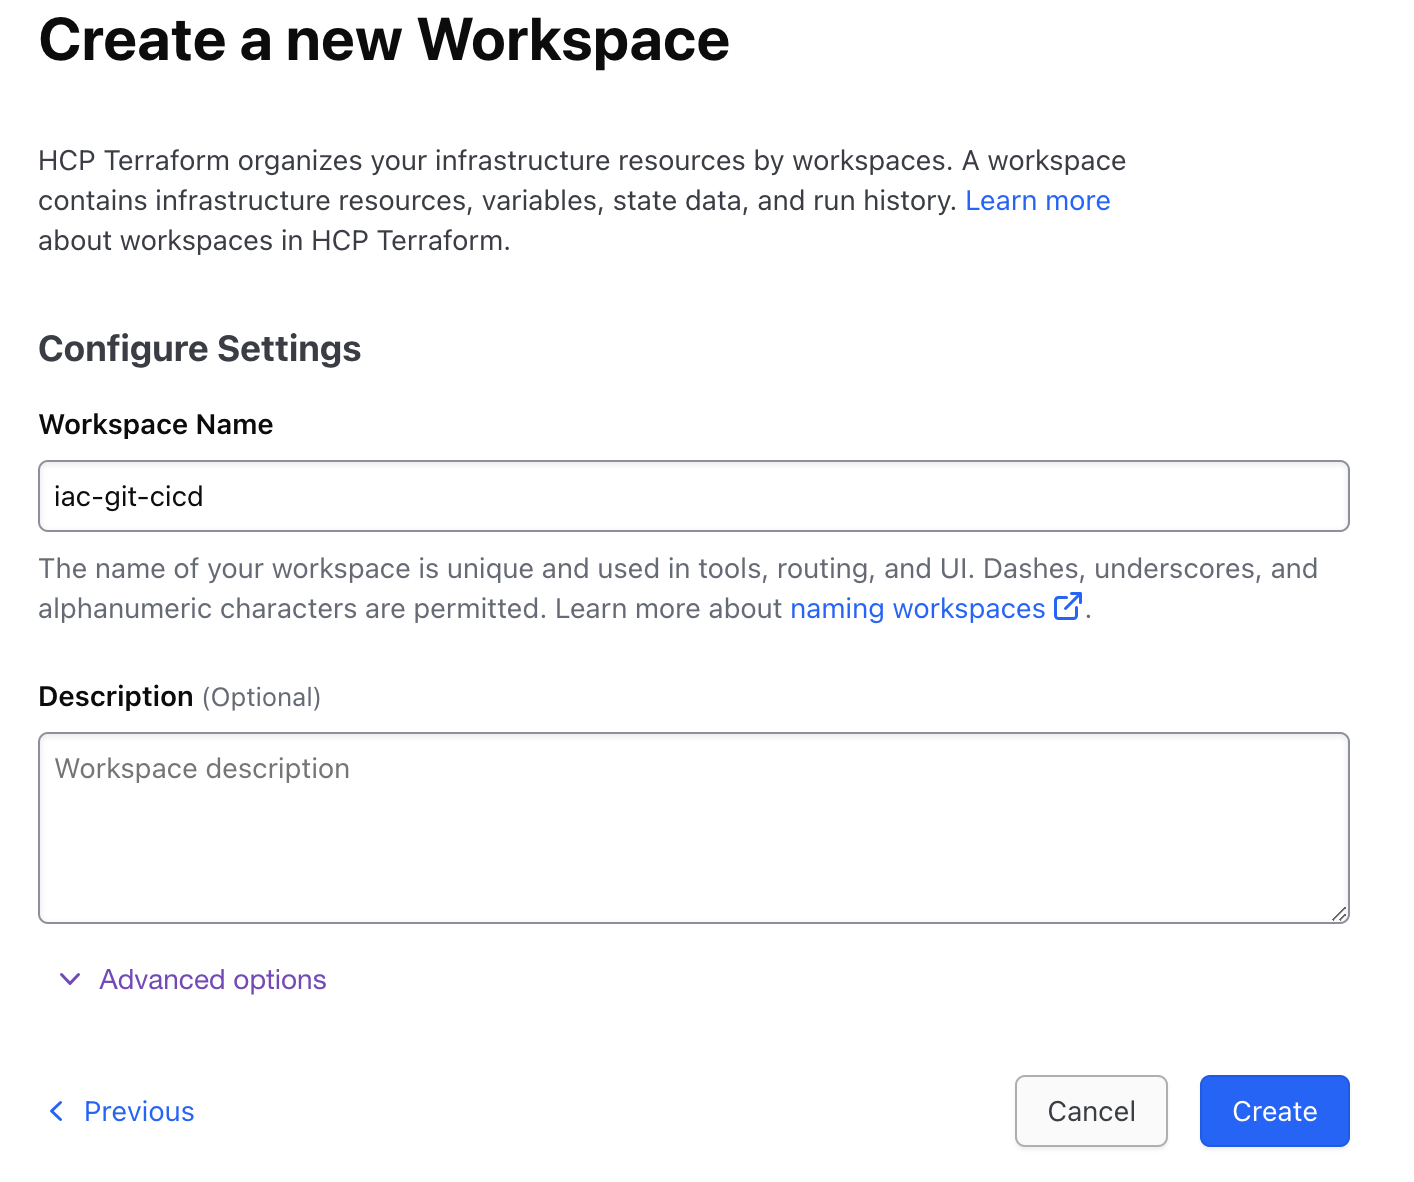 Create a new Workspace
HCP Terraform organizes your infrastructure resources by workspaces. A workspace
contains infrastructure resources, variables, state data, and run history. Learn more
about workspaces in HCP Terraform.
Configure Settings
Workspace Name
iac-git-cicd
The name of your workspace is unique and used in tools, routing, and UI. Dashes, underscores, and
alphanumeric characters are permitted. Learn more about naming workspaces.
Description (Optional)
Workspace description
Advanced options
Previous
Cancel
Create